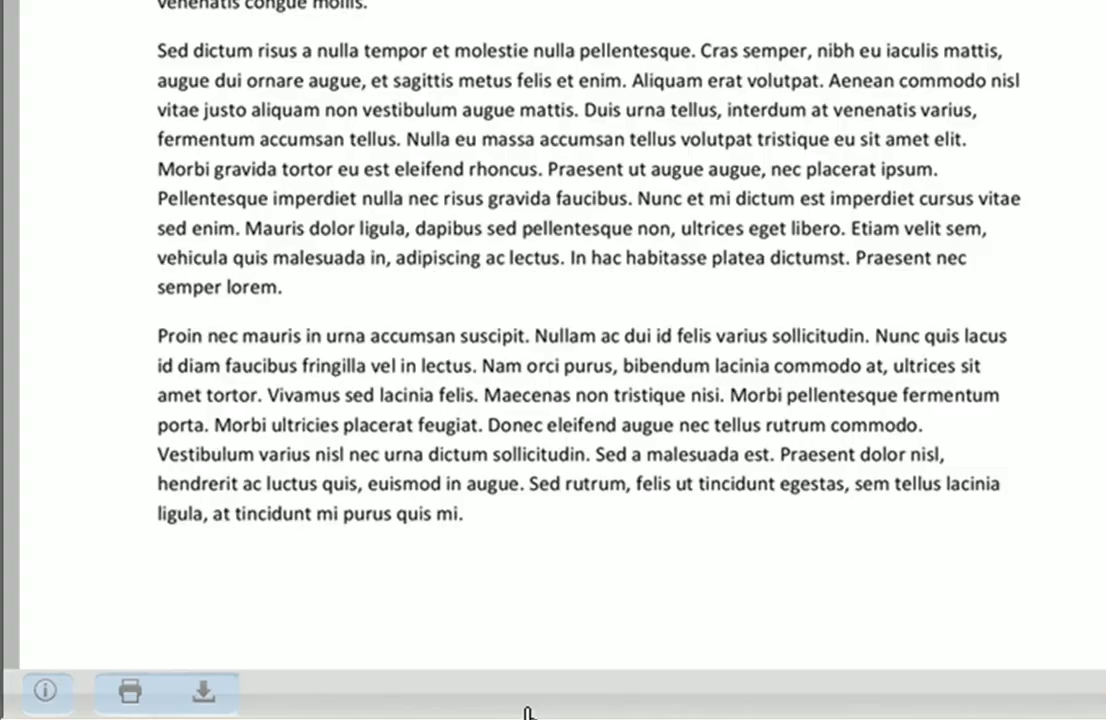 venenatis congue mollis.
Sed dictum risus a nulla tempor et molestie nulla pellentesque. Cras semper, nibh eu iaculis mattis,
augue dui ornare augue, et sagittis metus felis et enim. Aliquam erat volutpat. Aenean commodo nisl
vitae justo aliquam non vestibulum augue mattis. Duis urna tellus, interdum at venenatis varius,
fermentum accumsan tellus. Nulla eu massa accumsan tellus volutpat tristique eu sit amet elit.
Morbi gravida tortor eu est eleifend rhoncus. Praesent ut augue augue, nec placerat ipsum.
Pellentesque imperdiet nulla nec risus gravida faucibus. Nunc et mi dictum est imperdiet cursus vitae
sed enim. Mauris dolor ligula, dapibus sed pellentesque non, ultrices eget libero. Etiam velit sem,
vehicula quis malesuada in, adipiscing ac lectus. In hac habitasse platea dictumst. Praesent nec
semper lorem.
Proin nec mauris in urna accumsan suscipit. Nullam ac dui id felis varius sollicitudin. Nunc quis lacus
id diam faucibus fringilla vel in lectus. Nam orci purus, bibendum lacinia commodo at, ultrices sit
amet tortor. Vivamus sed lacinia felis. Maecenas non tristique nisi. Morbi pellentesque fermentum
porta. Morbi ultricies placerat feugiat. Donec eleifend augue nec tellus rutrum commodo.
Vestibulum varius nisl nec urna dictum sollicitudin. Sed a malesuada est. Praesent dolor nisl,
hendrerit ac luctus quis, euismod in augue. Sed rutrum, felis ut tincidunt egestas, sem tellus lacinia
ligula, at tincidunt mi purus quis mi.